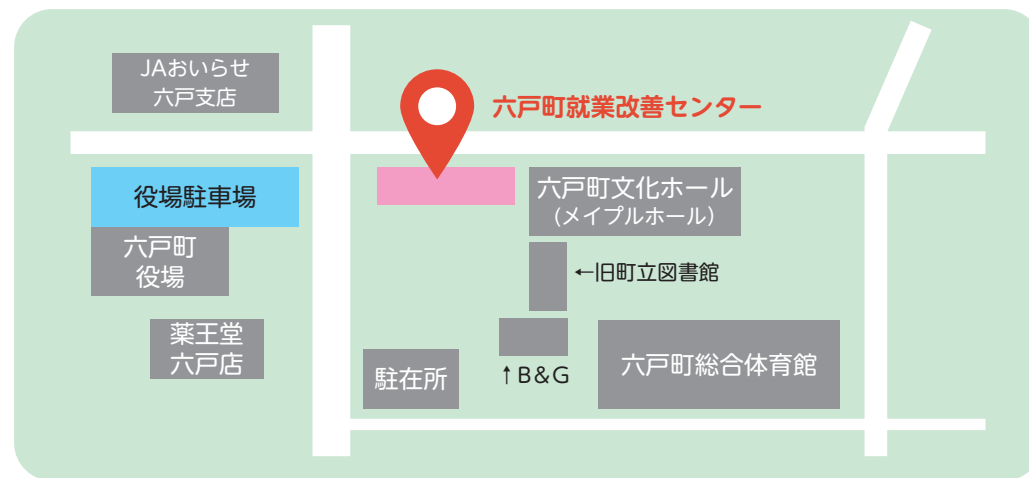 JAおいらせ
六戸支店
六戸町就業改善センター
役場駐車場
六戸町文化ホール
(メイプルホール)
六戸町
役場
←旧町立図書館
薬王堂
六戸店
駐在所
↑B&G
六戸町総合体育館